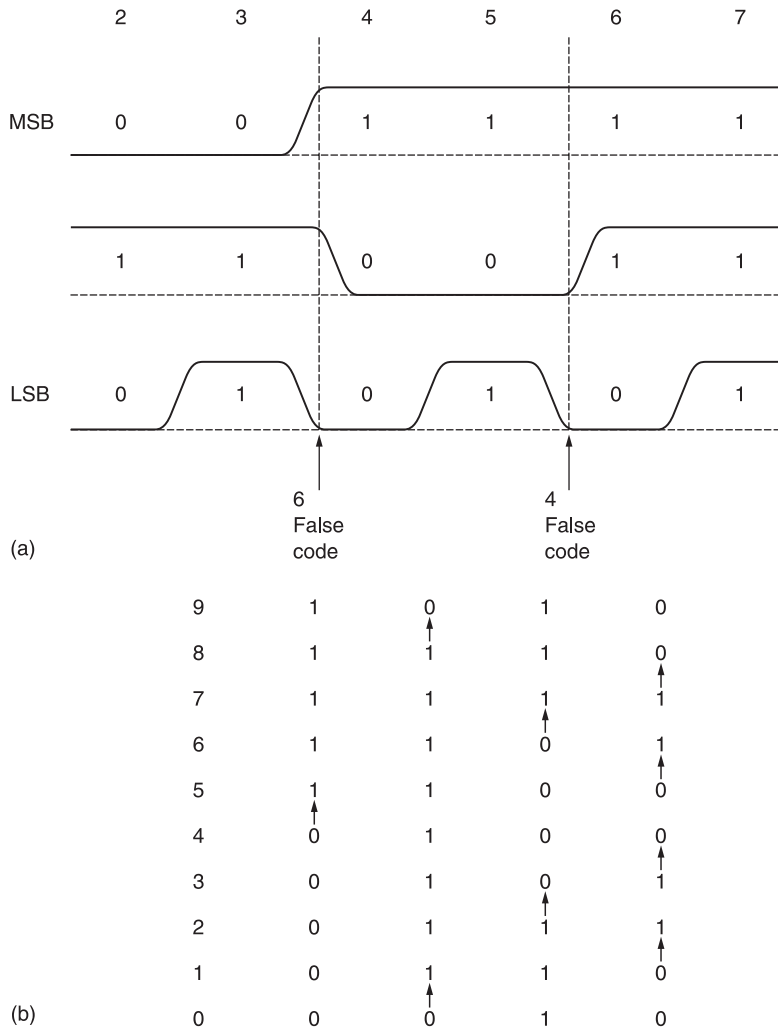 2 3 4 5 6 7
MSB 0 0 1 1 1 1
1 1 0 0 1 1
LSB 0 1 0 1 0 1
6 4
False False
code code
(a)
9 1 0 1 0
8 1 1 1 0
7 1 1 1 1
6 1 1 0 1
5 1 1 0 0
4 0 1 0 0
3 0 1 0 1
2 0 1 1 1
1 0 1 1 0
(b) 0 0 0 1 0